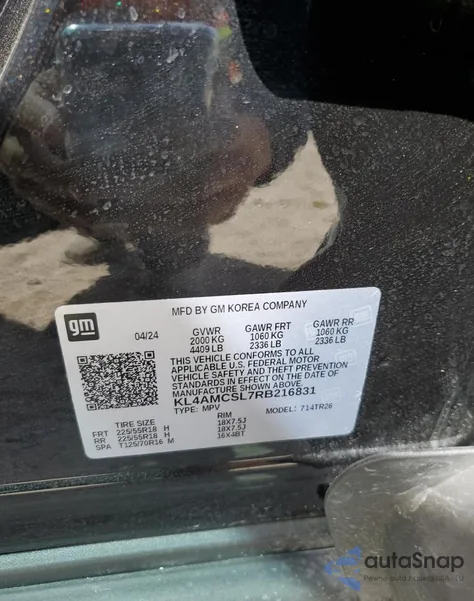 gm
MFD BY GM KOREA COMPANY
04/24 GVWR GAWR FRT GAWR RR
2000 KG 1060 KG 1060 KG
4409 LB 2336 LB 2336 LB
THIS VEHICLE CONFORMS TO ALL
APPLICABLE U.S. FEDERAL MOTOR
VEHICLE SAFETY AND THEFT PREVENTION
STANDARDS IN EFFECT ON THE DATE OF
MANUFACTURE SHOWN ABOVE.
KL4AMCSL7RB216831
TYPE: MPV MODEL: 714TR26
TIRE SIZE RIM
FRT 225/55R18 H 18X7.5J
RR 225/55R18 H 18X7.5J
SPA T125/70R16 M 16X4BT
autaSnap